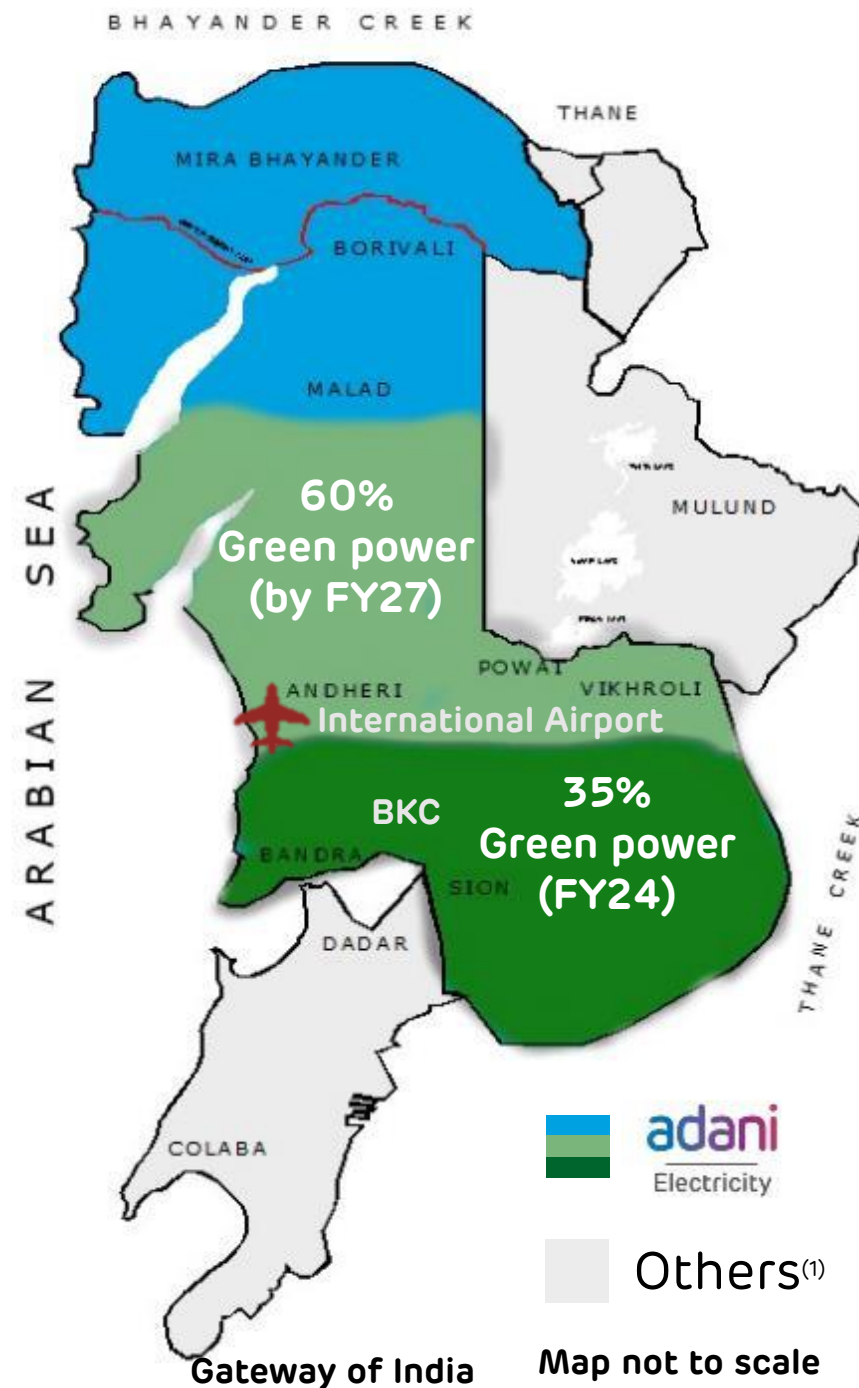 BHAYANDER CREEK
THANE
MIRA BHAYANDER
BORIVALI
MALAD
ARABIAN SEA
60%
Green power
(by FY27)
MULUND
POWAI
VIKHROLI
ANDHERI
International Airport
BKC
35%
Green power
(FY24)
BANDRA
SION
THANE CREEK
DADAR
COLABA
adani
Electricity
Others(1)
Gateway of India
Map not to scale